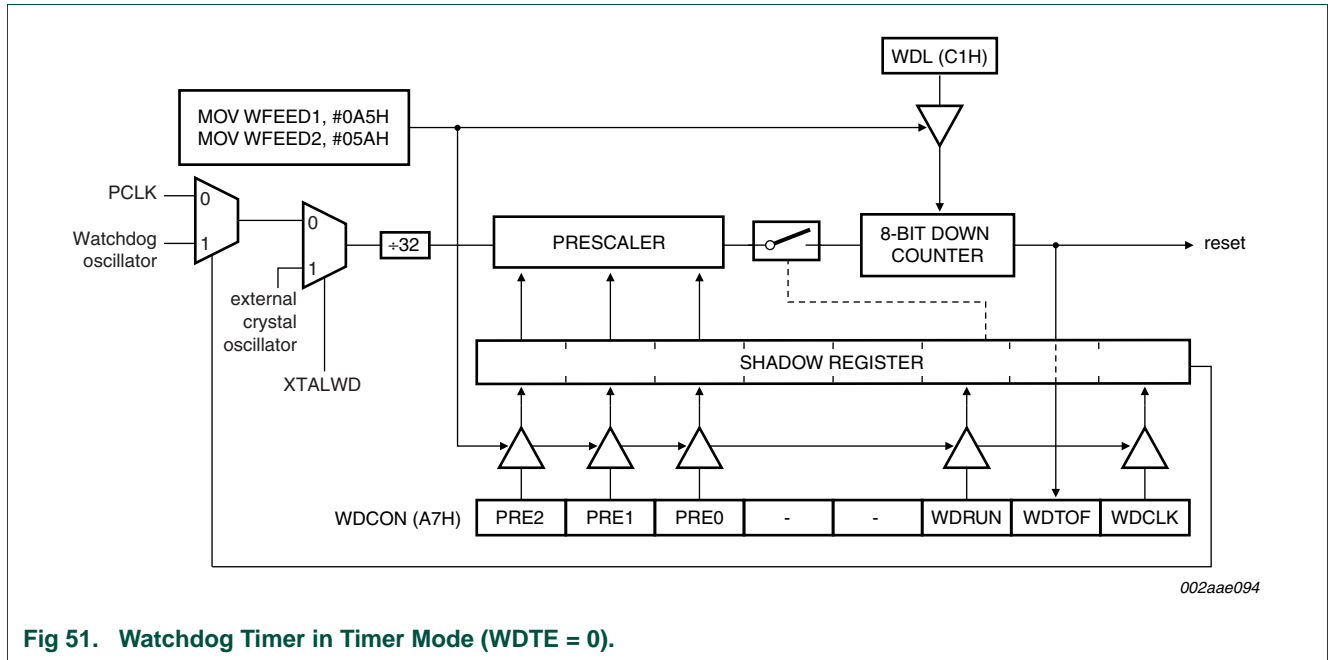 WDL (C1H)
MOV WFEED1, #0A5H
MOV WFEED2, #05AH
PCLK
0
Watchdog
oscillator
1
0
1
÷32
PRESCALER
8-BIT DOWN
COUNTER
reset
external
crystal
oscillator
XTALWD
SHADOW REGISTER
WDCON (A7H)
PRE2
PRE1
PRE0
-
-
WDRUN
WDTOF
WDCLK
002aae094
Fig 51. Watchdog Timer in Timer Mode (WDTE = 0).